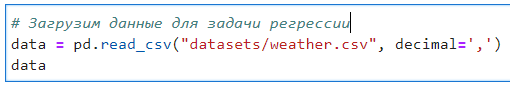 # Загрузим данные для задачи регрессии
data = pd.read_csv("datasets/weather.csv", decimal=',')
data